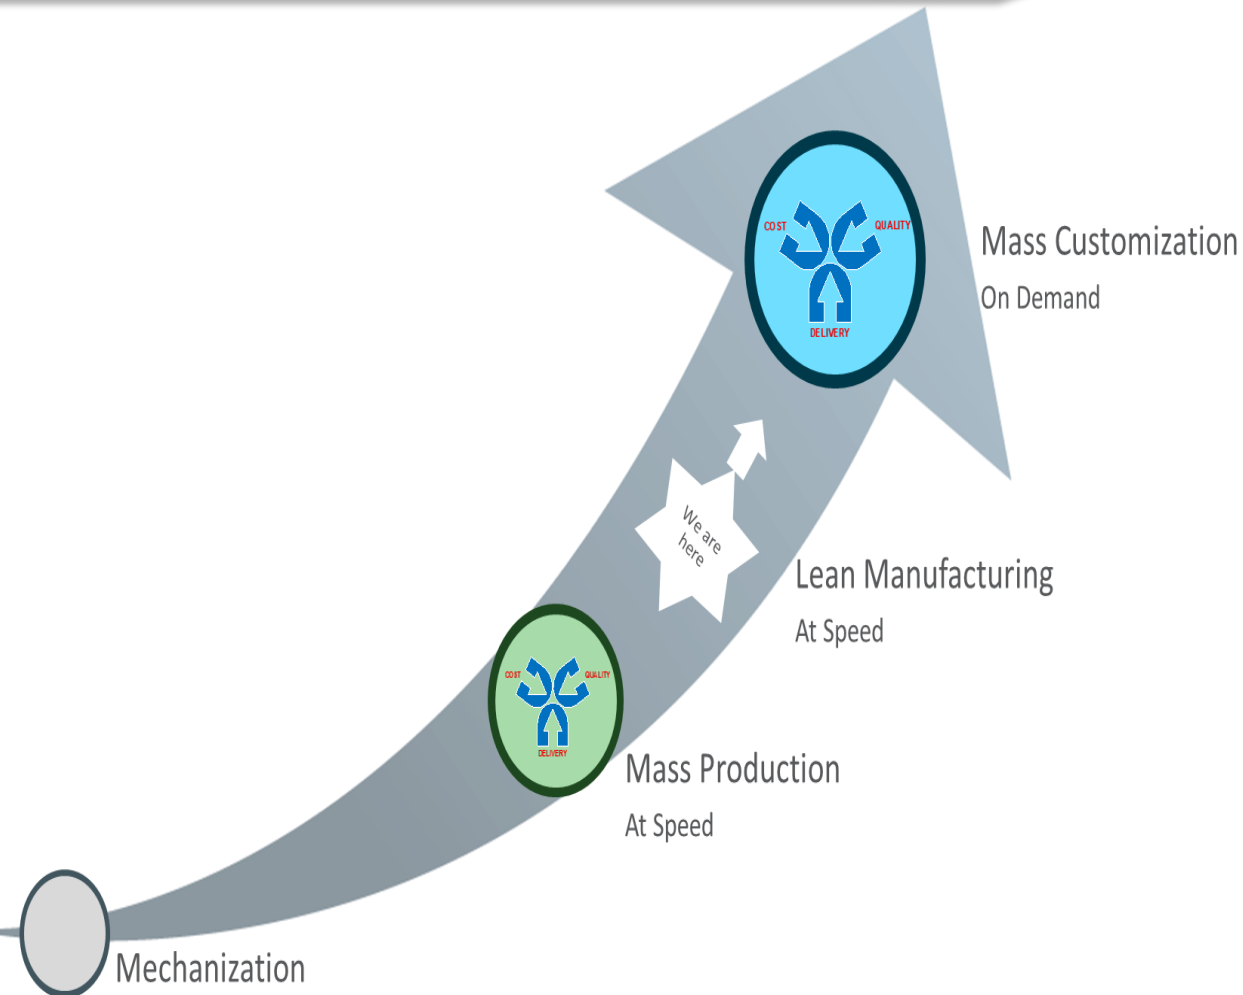 COST
QUALITY
DELIVERY
Mass Customization
On Demand
We are
here
Lean Manufacturing
At Speed
COST
QUALITY
DELIVERY
Mass Production
At Speed
Mechanization